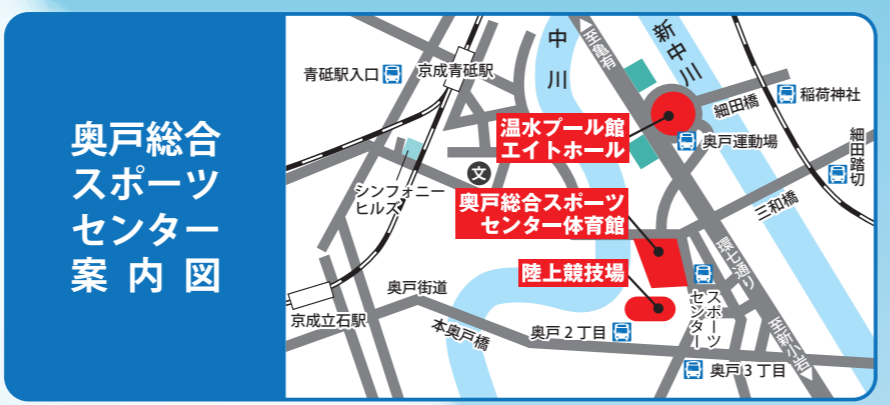 奥戸総合
スポーツ
センター
案内図
中川
新中川
至亀有
青砥駅入口
京成青砥駅
稲荷神社
細田橋
温水プール館
エイトホール
奥戸運動場
細田踏切
文
シンフォニー
ヒルズ
奥戸総合スポーツ
センター体育館
三和橋
環七通り
陸上競技場
スポーツ
センター
奥戸街道
京成立石駅
本奥戸橋
奥戸2丁目
至新小岩
奥戸3丁目